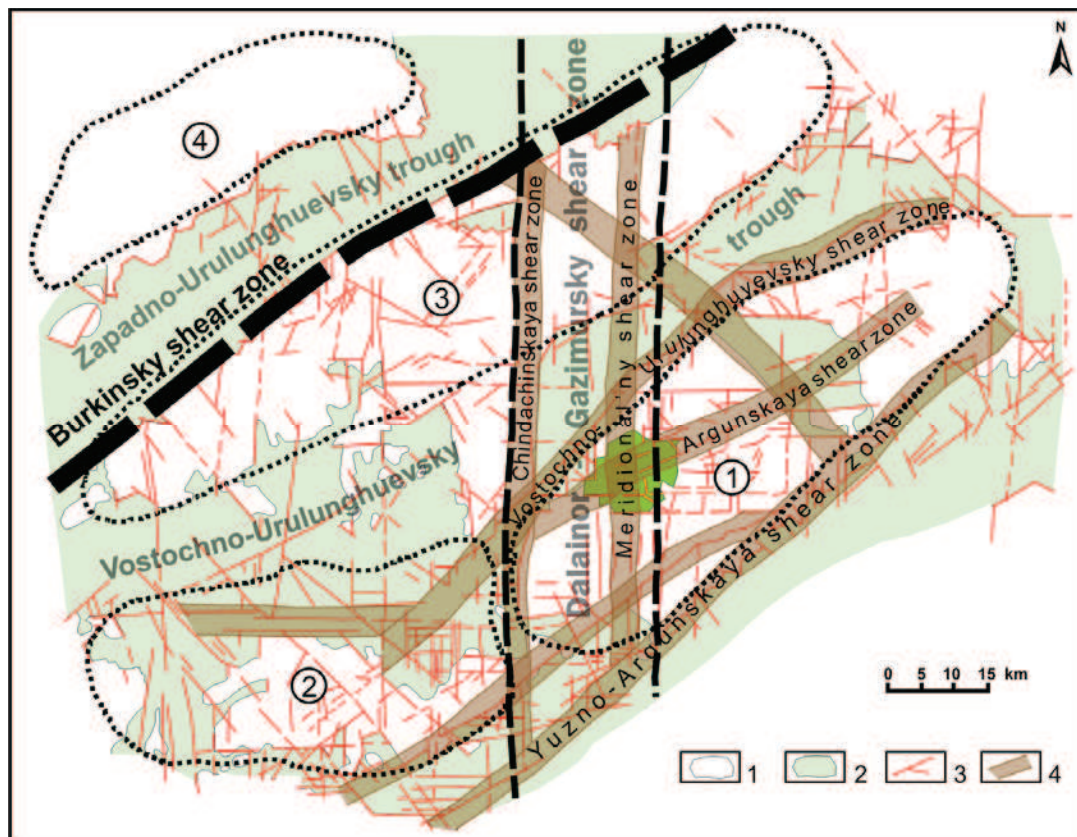 N
4
Zapadno-Urulunghuevsky trough
Burkinsky shear zone
3
Chindachinskaya shear zone
Dalainor - Gazimursky shear zone
Meridional'ny shear zone
trough
Vostochno-Urulunghuevsky
Vostochno-Urulunghuyevsky shear zone
Argunskaya shear zone
1
Yuzno-Argunskaya shear zone
2
0 5 10 15 km
1 2 3 4